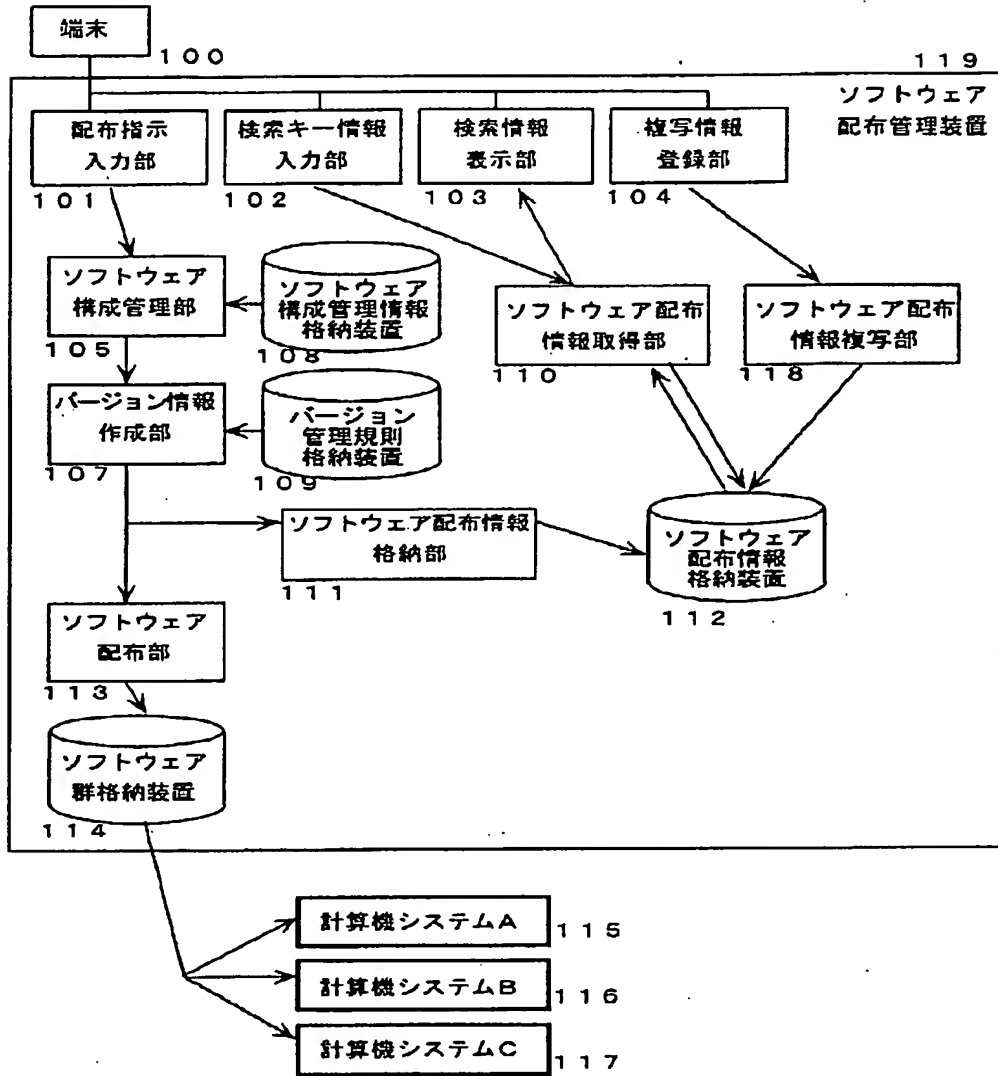 端末
100
119
ソフトウェア
配布管理装置
配布指示
入力部
101
検索キー情報
入力部
102
検索情報
表示部
103
複写情報
登録部
104
ソフトウェア
構成管理部
105
ソフトウェア
構成管理情報
格納装置
108
ソフトウェア配布
情報取得部
110
ソフトウェア配布
情報複写部
118
バージョン情報
作成部
107
バージョン
管理規則
格納装置
109
ソフトウェア配布情報
格納部
111
ソフトウェア
配布情報
格納装置
112
ソフトウェア
配布部
113
ソフトウェア
群格納装置
114
計算機システムA
115
計算機システムB
116
計算機システムC
117